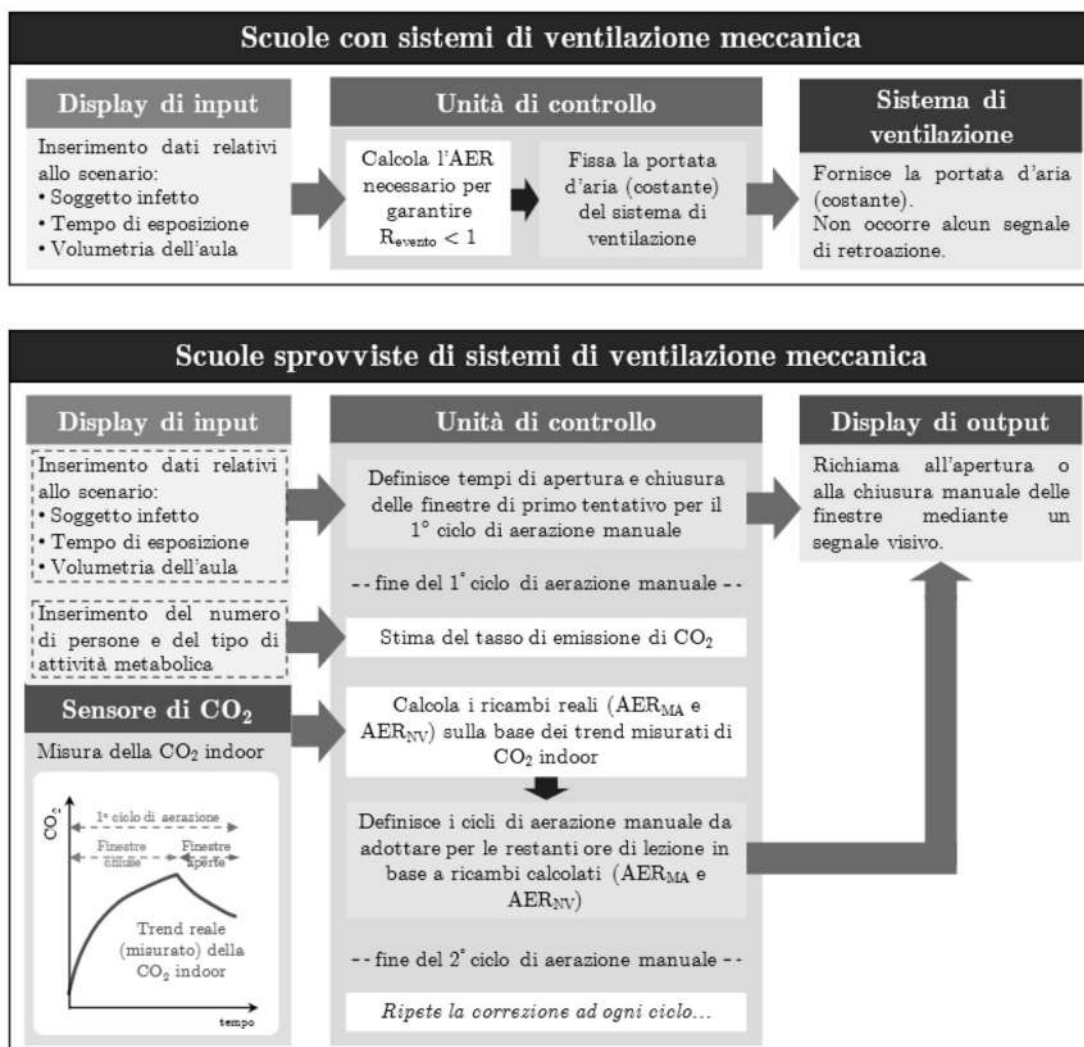 Scuole con sistemi di ventilazione meccanica
Display di input
Inserimento dati relativi
allo scenario:
• Soggetto infetto
• Tempo di esposizione
• Volumetria dell'aula
Unità di controllo
Calcola l'AER
necessario per
garantire
R_evento < 1
Fissa la portata
d'aria (costante)
del sistema di
ventilazione
Sistema di
ventilazione
Fornisce la portata d'aria
(costante).
Non occorre alcun segnale
di retroazione.
Scuole sprovviste di sistemi di ventilazione meccanica
Display di input
Inserimento dati relativi
allo scenario:
• Soggetto infetto
• Tempo di esposizione
• Volumetria dell'aula
Inserimento del numero
di persone e del tipo di
attività metabolica
Sensore di CO₂
Misura della CO₂ indoor
CO₂
1° ciclo di aerazione
Finestre
chiuse
Finestre
aperte
Trend reale
(misurato) della
CO₂ indoor
tempo
Unità di controllo
Definisce tempi di apertura e chiusura
delle finestre di primo tentativo per il
1° ciclo di aerazione manuale
-- fine del 1° ciclo di aerazione manuale --
Stima del tasso di emissione di CO₂
Calcola i ricambi reali (AER_MA e
AER_NV) sulla base dei trend misurati di
CO₂ indoor
Definisce i cicli di aerazione manuale da
adottare per le restanti ore di lezione in
base a ricambi calcolati (AER_MA e
AER_NV)
-- fine del 2° ciclo di aerazione manuale --
Ripete la correzione ad ogni ciclo...
Display di output
Richiama all'apertura o
alla chiusura manuale delle
finestre mediante un
segnale visivo.